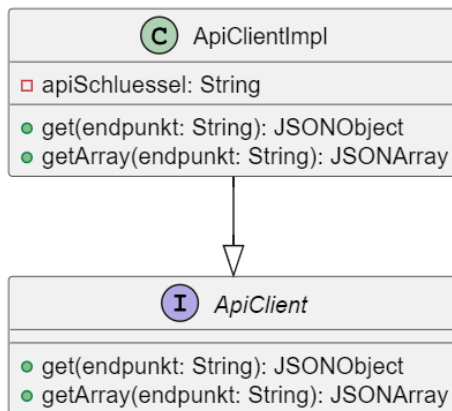 C ApiClientImpl
apiSchluessel: String
get(endpunkt: String): JSONObject
getArray(endpunkt: String): JSONArray
I ApiClient
get(endpunkt: String): JSONObject
getArray(endpunkt: String): JSONArray